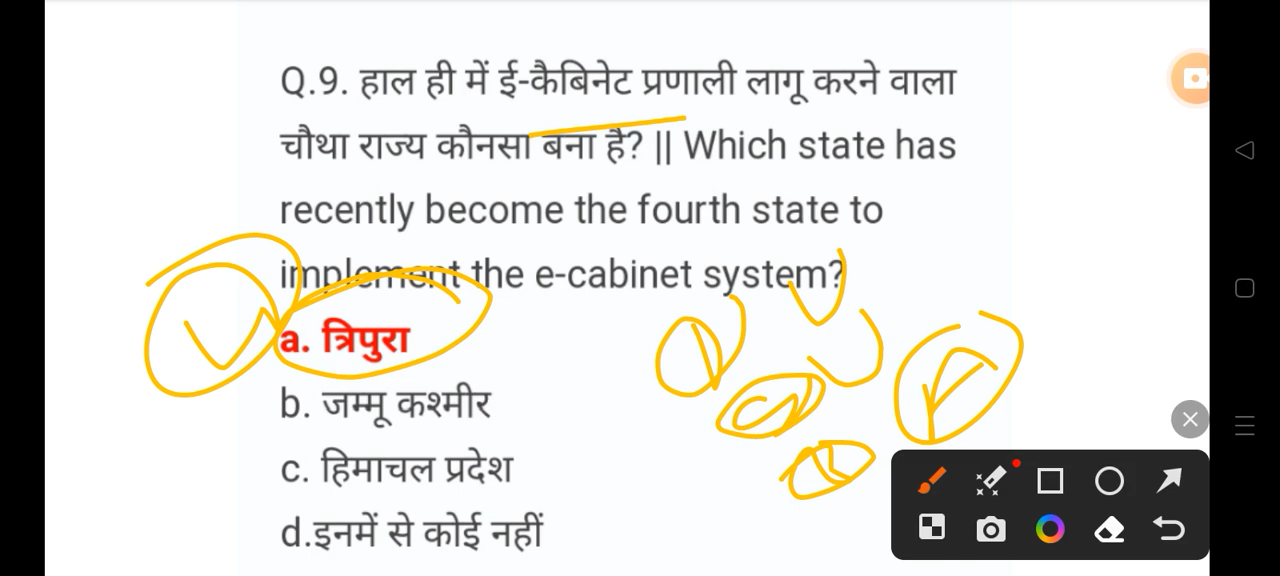 Q.9. हाल ही में ई-कैबिनेट प्रणाली लागू करने वाला
चौथा राज्य कौनसा बना है? || Which state has
recently become the fourth state to
implement the e-cabinet system?
a. त्रिपुरा
b. जम्मू कश्मीर
c. हिमाचल प्रदेश
d.इनमें से कोई नहीं